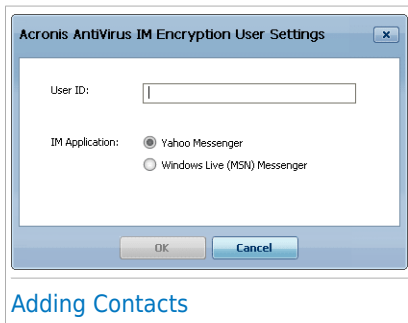 Acronis AntiVirus IM Encryption User Settings
User ID:
IM Application:
Yahoo Messenger
Windows Live (MSN) Messenger
OK
Cancel
Adding Contacts